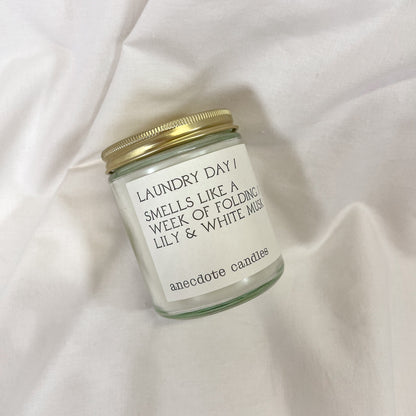 LAUNDRY DAY /
SMELLS LIKE A
WEEK OF FOLDING
LILY & WHITE MUSK
anecdote candles